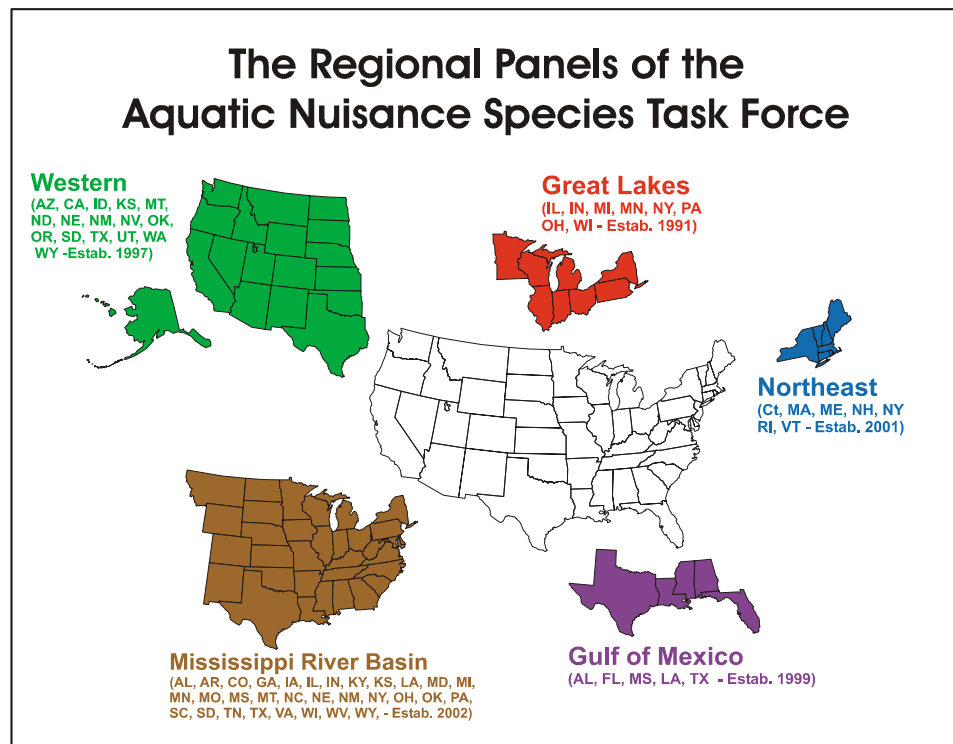 The Regional Panels of the
Aquatic Nuisance Species Task Force
Western
(AZ, CA, ID, KS, MT,
ND, NE, NM, NV, OK,
OR, SD, TX, UT, WA
WY -Estab. 1997)
Great Lakes
(IL, IN, MI, MN, NY, PA
OH, WI - Estab. 1991)
Northeast
(Ct, MA, ME, NH, NY
RI, VT - Estab. 2001)
Mississippi River Basin
(AL, AR, CO, GA, IA, IL, IN, KY, KS, LA, MD, MI,
MN, MO, MS, MT, NC, NE, NM, NY, OH, OK, PA,
SC, SD, TN, TX, VA, WI, WV, WY, - Estab. 2002)
Gulf of Mexico
(AL, FL, MS, LA, TX - Estab. 1999)